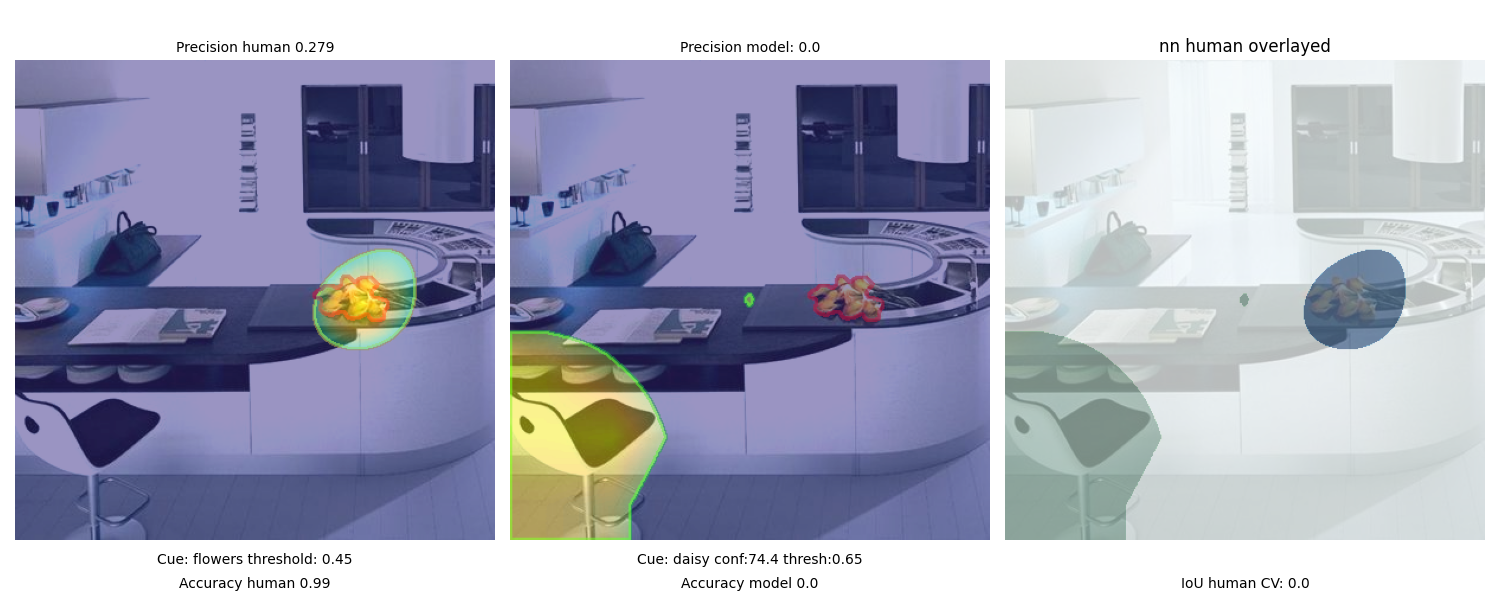 Precision human 0.279
Precision model: 0.0
nn human overlayed
Cue: flowers threshold: 0.45
Accuracy human 0.99
Cue: daisy conf:74.4 thresh:0.65
Accuracy model 0.0
IoU human CV: 0.0